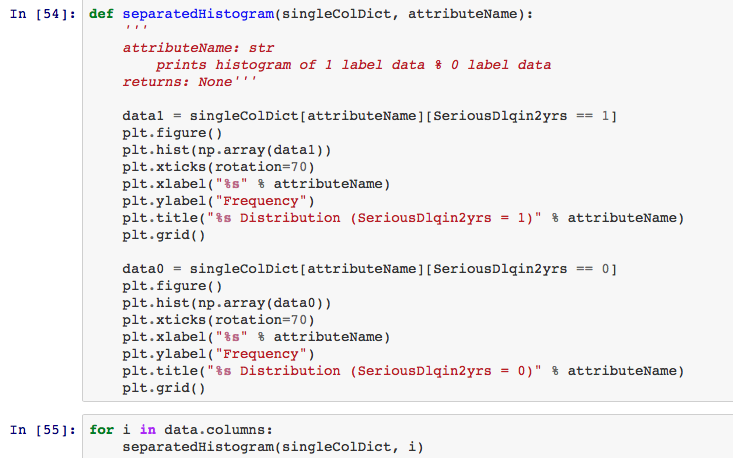 In [54]: def separatedHistogram(singleColDict, attributeName):
    '''
    attributeName: str
        prints histogram of 1 label data % 0 label data
    returns: None'''

    data1 = singleColDict[attributeName][SeriousDlqin2yrs == 1]
    plt.figure()
    plt.hist(np.array(data1))
    plt.xticks(rotation=70)
    plt.xlabel("%s" % attributeName)
    plt.ylabel("Frequency")
    plt.title("%s Distribution (SeriousDlqin2yrs = 1)" % attributeName)
    plt.grid()

    data0 = singleColDict[attributeName][SeriousDlqin2yrs == 0]
    plt.figure()
    plt.hist(np.array(data0))
    plt.xticks(rotation=70)
    plt.xlabel("%s" % attributeName)
    plt.ylabel("Frequency")
    plt.title("%s Distribution (SeriousDlqin2yrs = 0)" % attributeName)
    plt.grid()

In [55]: for i in data.columns:
    separatedHistogram(singleColDict, i)